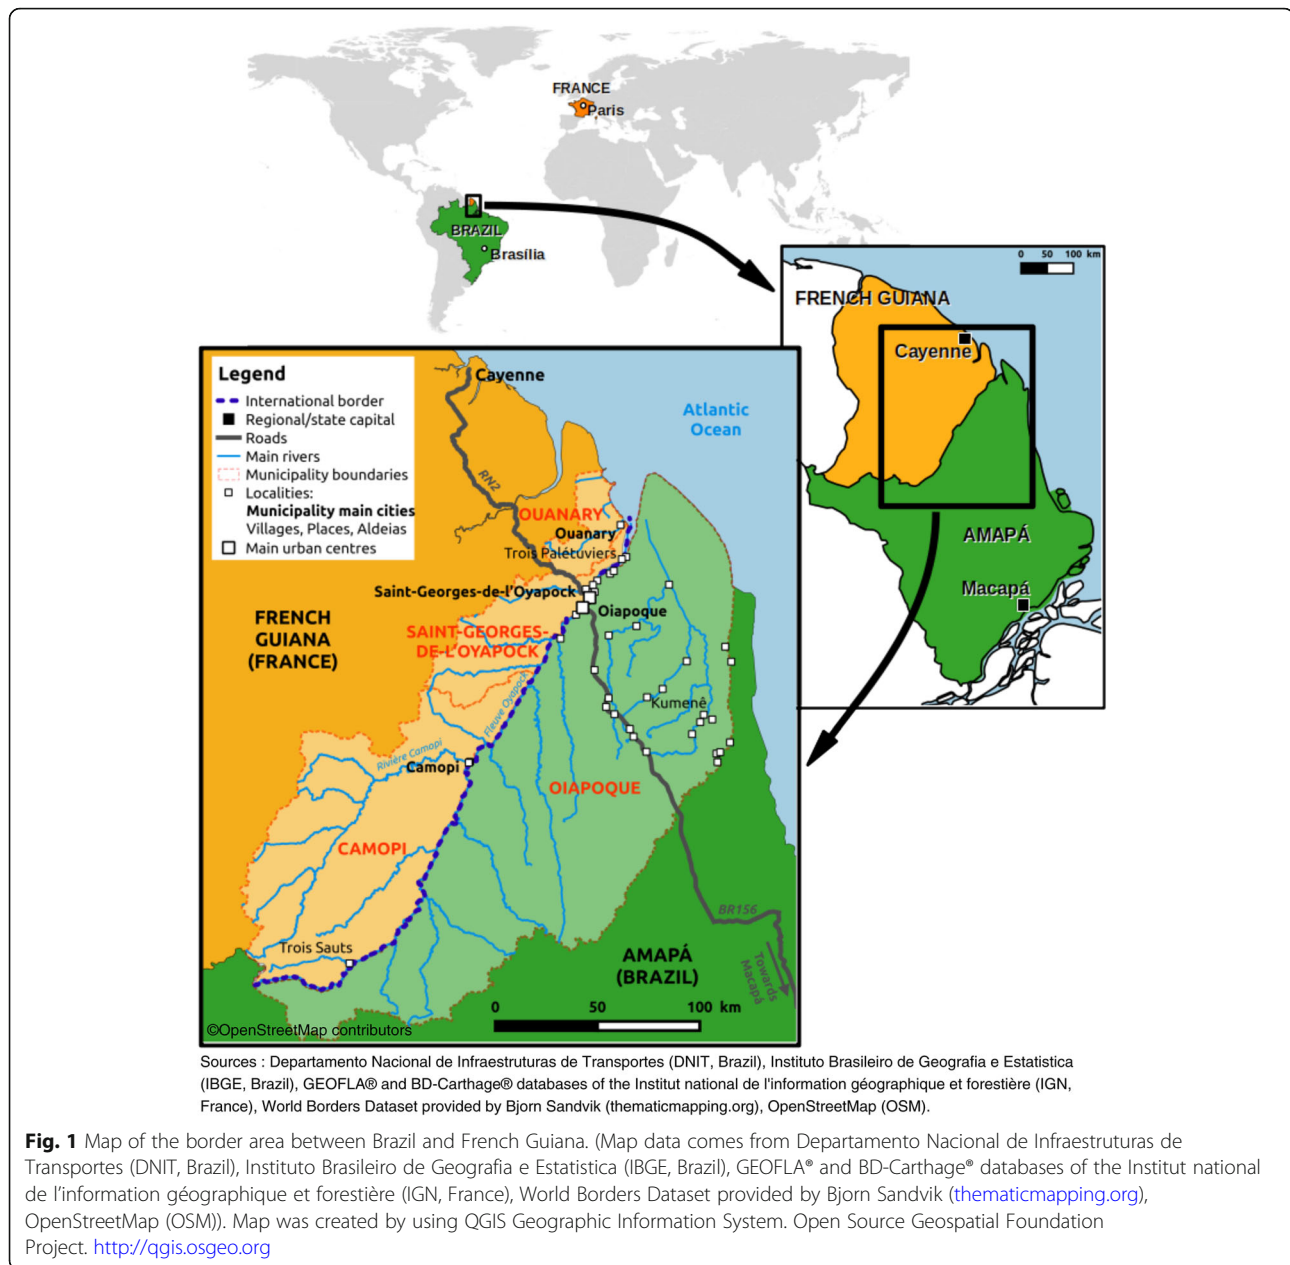 FRANCE
Paris
BRAZIL
Brasília
0 50 100 km
FRENCH GUIANA
Cayenne
AMAPÁ
Macapá
Legend
International border
Regional/state capital
Roads
Main rivers
Municipality boundaries
Localities:
Municipality main cities
Villages, Places, Aldeias
Main urban centres
Cayenne
Atlantic
Ocean
RN2
OUANARY
Ouanary
Trois Palétuviers
Saint-Georges-de-l'Oyapock
Oiapoque
FRENCH
GUIANA
(FRANCE)
SAINT-GEORGES-
DE-L'OYAPOCK
Fleuve Oyapock
Kumenê
Rivière Camopi
Camopi
OIAPOQUE
CAMOPI
BR156
Trois Sauts
AMAPÁ
(BRAZIL)
Towards
Macapà
0 50 100 km
©OpenStreetMap contributors
Sources : Departamento Nacional de Infraestruturas de Transportes (DNIT, Brazil), Instituto Brasileiro de Geografia e Estatistica
(IBGE, Brazil), GEOFLA® and BD-Carthage® databases of the Institut national de l'information géographique et forestière (IGN,
France), World Borders Dataset provided by Bjorn Sandvik (thematicmapping.org), OpenStreetMap (OSM).
Fig. 1 Map of the border area between Brazil and French Guiana. (Map data comes from Departamento Nacional de Infraestruturas de
Transportes (DNIT, Brazil), Instituto Brasileiro de Geografia e Estatistica (IBGE, Brazil), GEOFLA® and BD-Carthage® databases of the Institut national
de l'information géographique et forestière (IGN, France), World Borders Dataset provided by Bjorn Sandvik (thematicmapping.org),
OpenStreetMap (OSM)). Map was created by using QGIS Geographic Information System. Open Source Geospatial Foundation
Project. http://qgis.osgeo.org